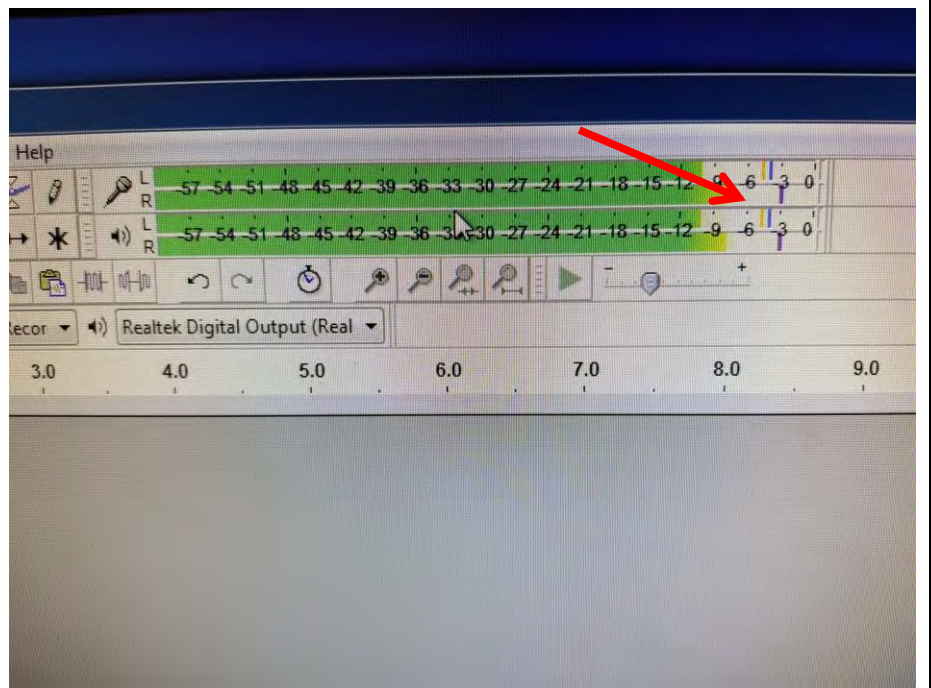 Help
L -57 -54 -51 -48 -45 -42 -39 -36 -33 -30 -27 -24 -21 -18 -15 -12 -9 -6 -3 0
R
L -57 -54 -51 -48 -45 -42 -39 -36 -30 -27 -24 -21 -18 -15 -12 -9 -6 -3 0
R
- +
ecor Realtek Digital Output (Real
3.0 4.0 5.0 6.0 7.0 8.0 9.0